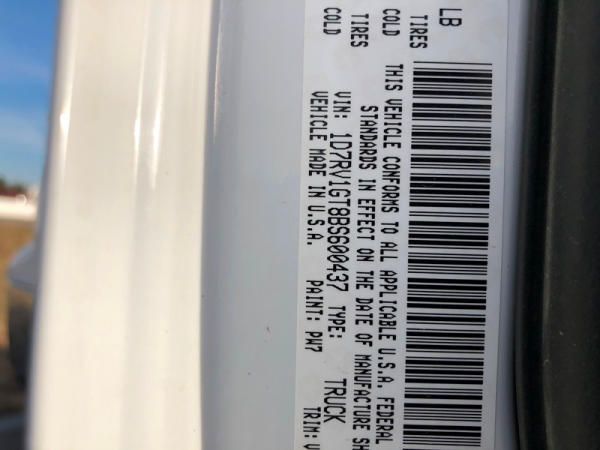 LB
TIRES COLD
TIRES COLD
THIS VEHICLE CONFORMS TO ALL APPLICABLE U.S.A. FEDERAL
STANDARDS IN EFFECT ON THE DATE OF MANUFACTURE SH
VIN: 1D7RV1GT8BS600437 TYPE: TRUCK
VEHICLE MADE IN U.S.A. PAINT: PW7 TRIM: V